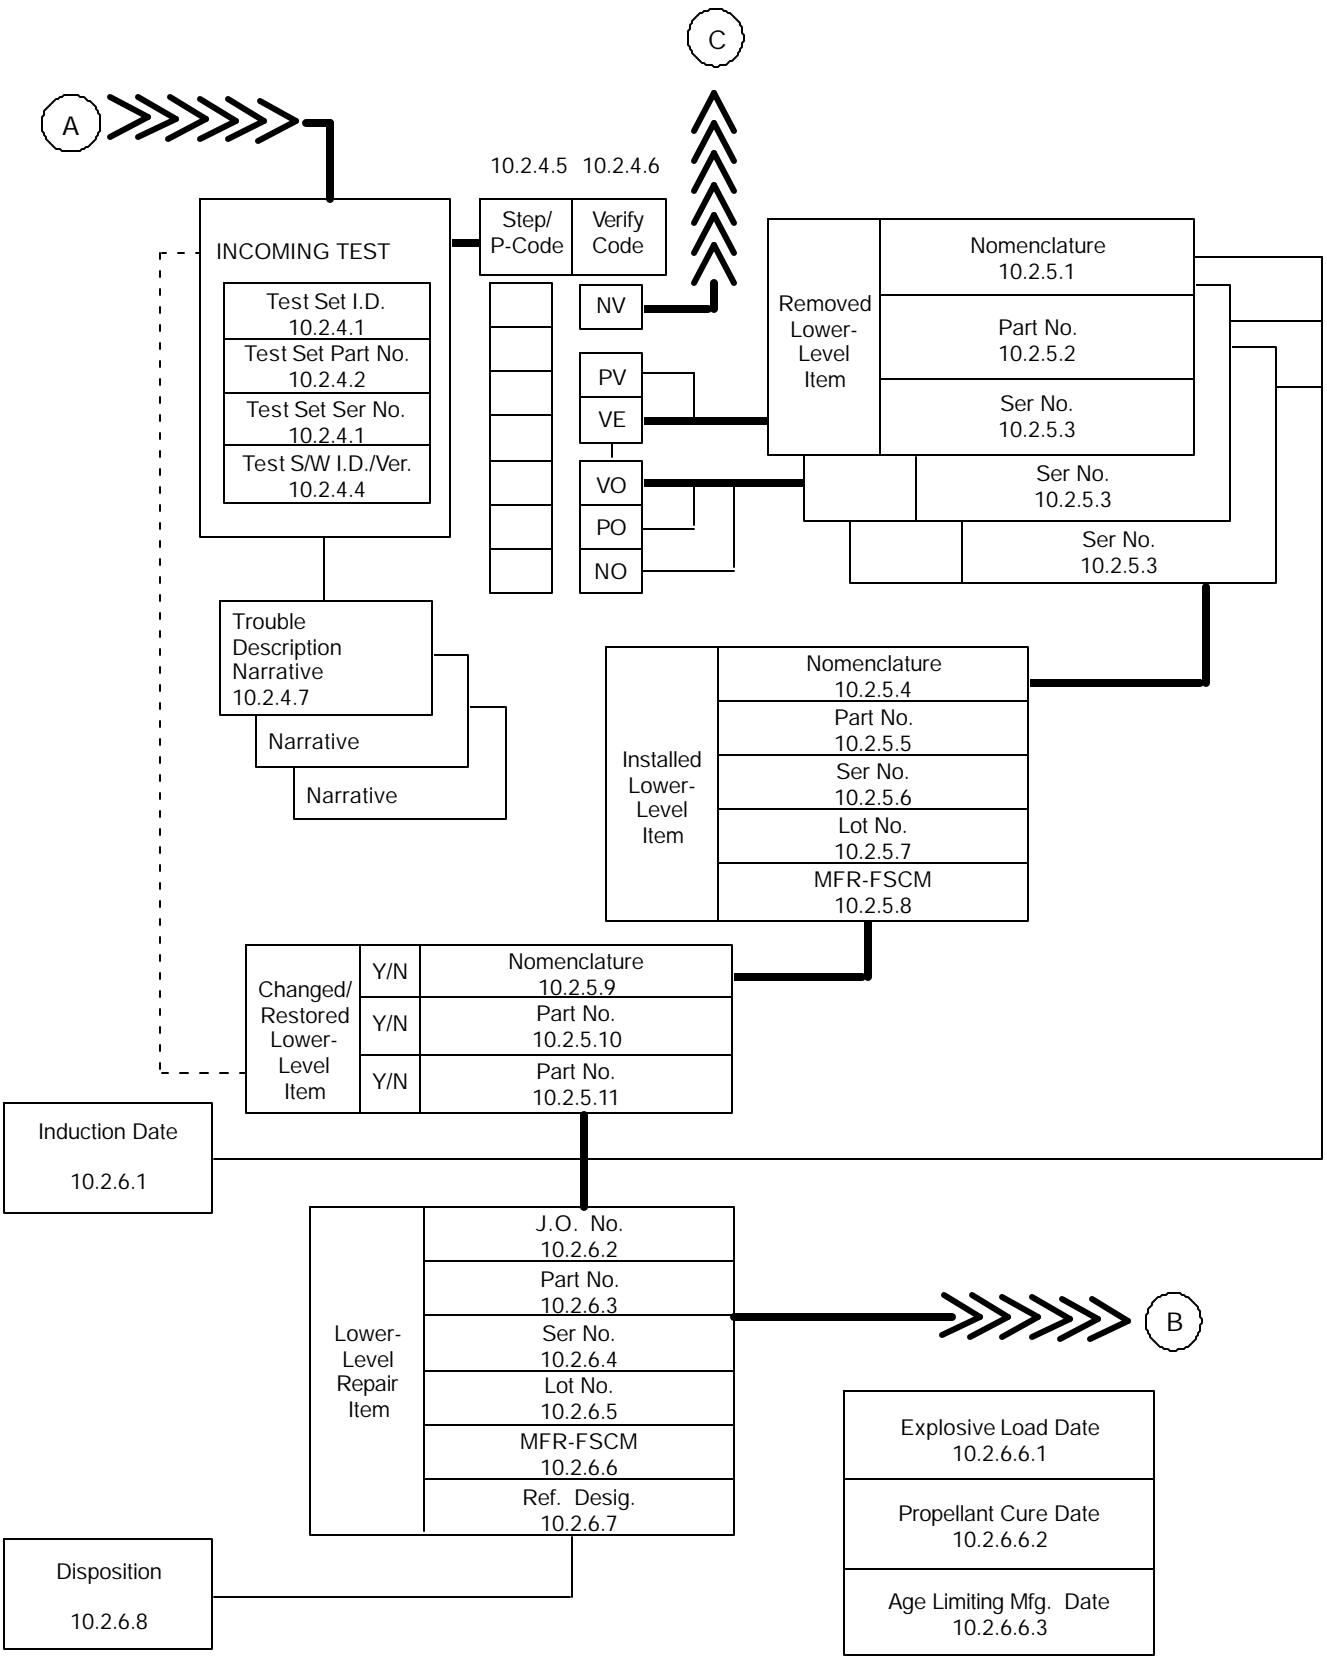 C
A
10.2.4.5 10.2.4.6
INCOMING TEST
Test Set I.D.
10.2.4.1
Test Set Part No.
10.2.4.2
Test Set Ser No.
10.2.4.1
Test S/W I.D./Ver.
10.2.4.4
Step/
P-Code
Verify
Code
NV
PV
VE
VO
PO
NO
Removed
Lower-
Level
Item
Nomenclature
10.2.5.1
Part No.
10.2.5.2
Ser No.
10.2.5.3
Ser No.
10.2.5.3
Ser No.
10.2.5.3
Trouble
Description
Narrative
10.2.4.7
Narrative
Narrative
Installed
Lower-
Level
Item
Nomenclature
10.2.5.4
Part No.
10.2.5.5
Ser No.
10.2.5.6
Lot No.
10.2.5.7
MFR-FSCM
10.2.5.8
Changed/
Restored
Lower-
Level
Item
Y/N
Nomenclature
10.2.5.9
Y/N
Part No.
10.2.5.10
Y/N
Part No.
10.2.5.11
Induction Date
10.2.6.1
Lower-
Level
Repair
Item
J.O. No.
10.2.6.2
Part No.
10.2.6.3
Ser No.
10.2.6.4
Lot No.
10.2.6.5
MFR-FSCM
10.2.6.6
Ref. Desig.
10.2.6.7
B
Explosive Load Date
10.2.6.6.1
Propellant Cure Date
10.2.6.6.2
Age Limiting Mfg. Date
10.2.6.6.3
Disposition
10.2.6.8